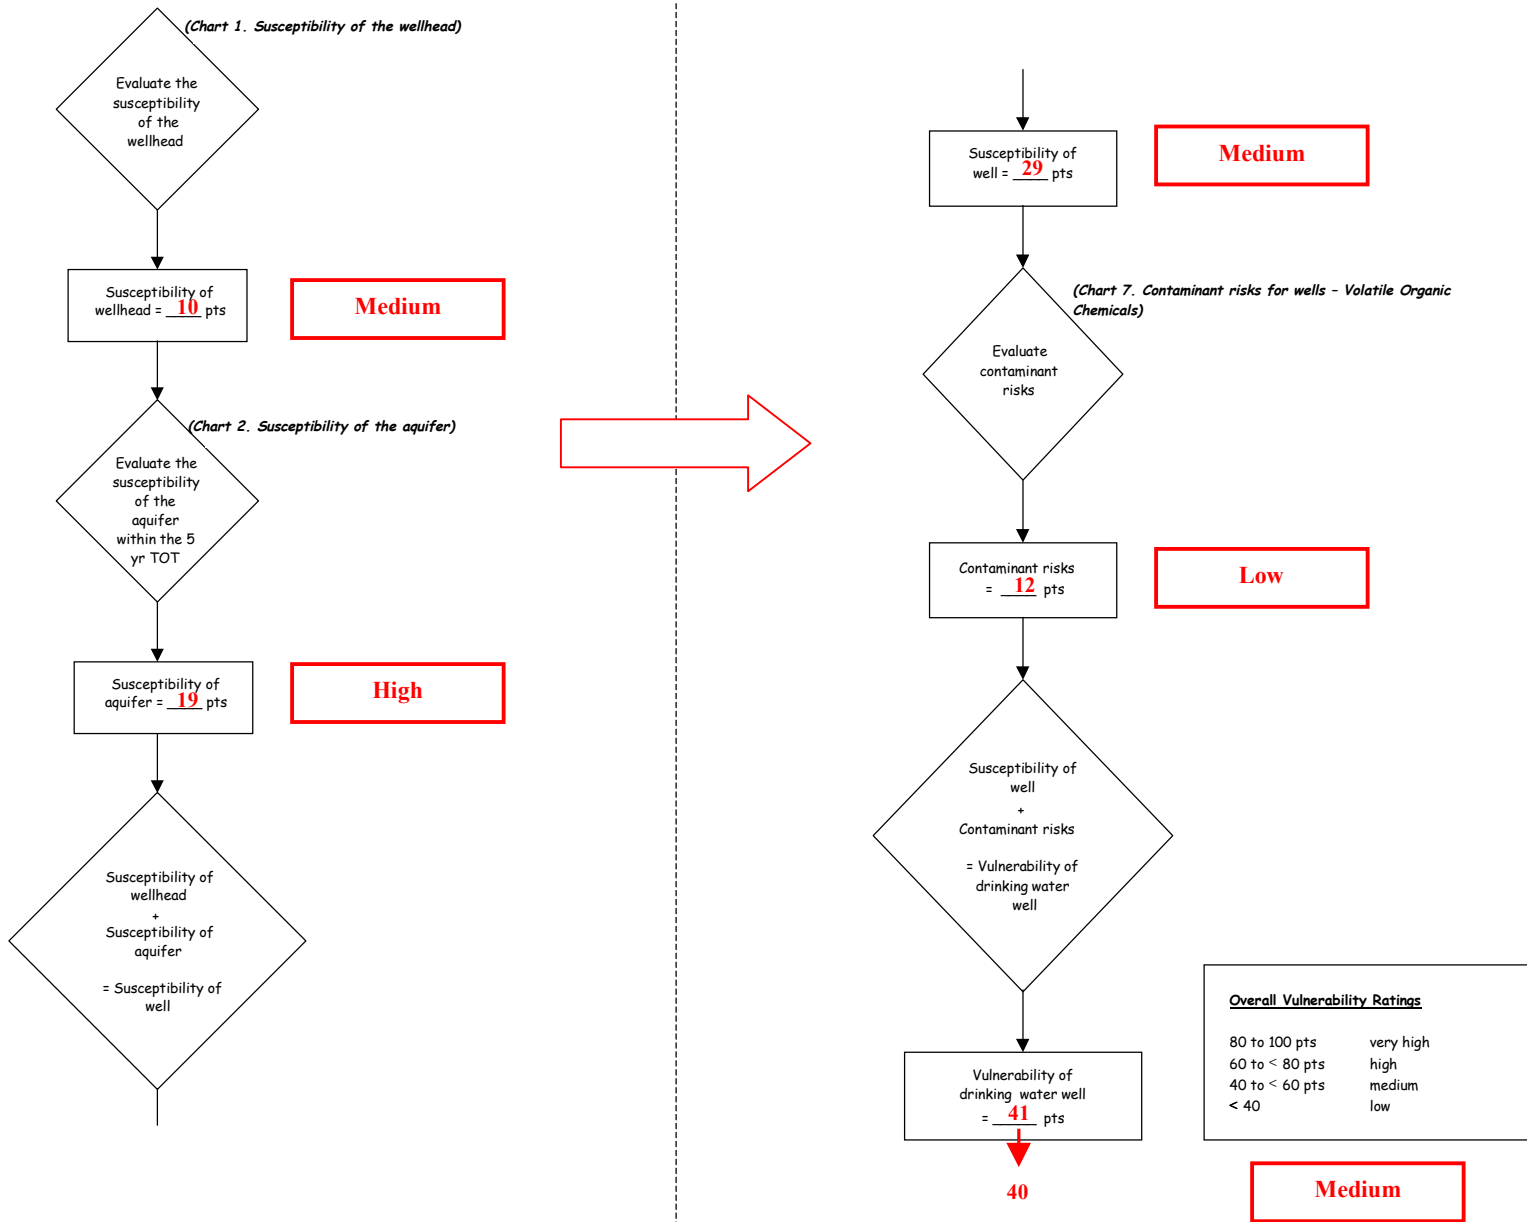 (Chart 1. Susceptibility of the wellhead)
Evaluate the
susceptibility
of the
wellhead
Susceptibility of
wellhead = 10 pts
Medium
(Chart 2. Susceptibility of the aquifer)
Evaluate the
susceptibility
of the
aquifer
within the 5
yr TOT
Susceptibility of
aquifer = 19 pts
High
Susceptibility of
wellhead
+
Susceptibility of
aquifer
= Susceptibility of
well
Susceptibility of
well = 29 pts
Medium
(Chart 7. Contaminant risks for wells – Volatile Organic
Chemicals)
Evaluate
contaminant
risks
Contaminant risks
= 12 pts
Low
Susceptibility of
well
+
Contaminant risks
= Vulnerability of
drinking water
well
Vulnerability of
drinking water well
= 41 pts
40
Overall Vulnerability Ratings
80 to 100 pts very high
60 to < 80 pts high
40 to < 60 pts medium
< 40 low
Medium